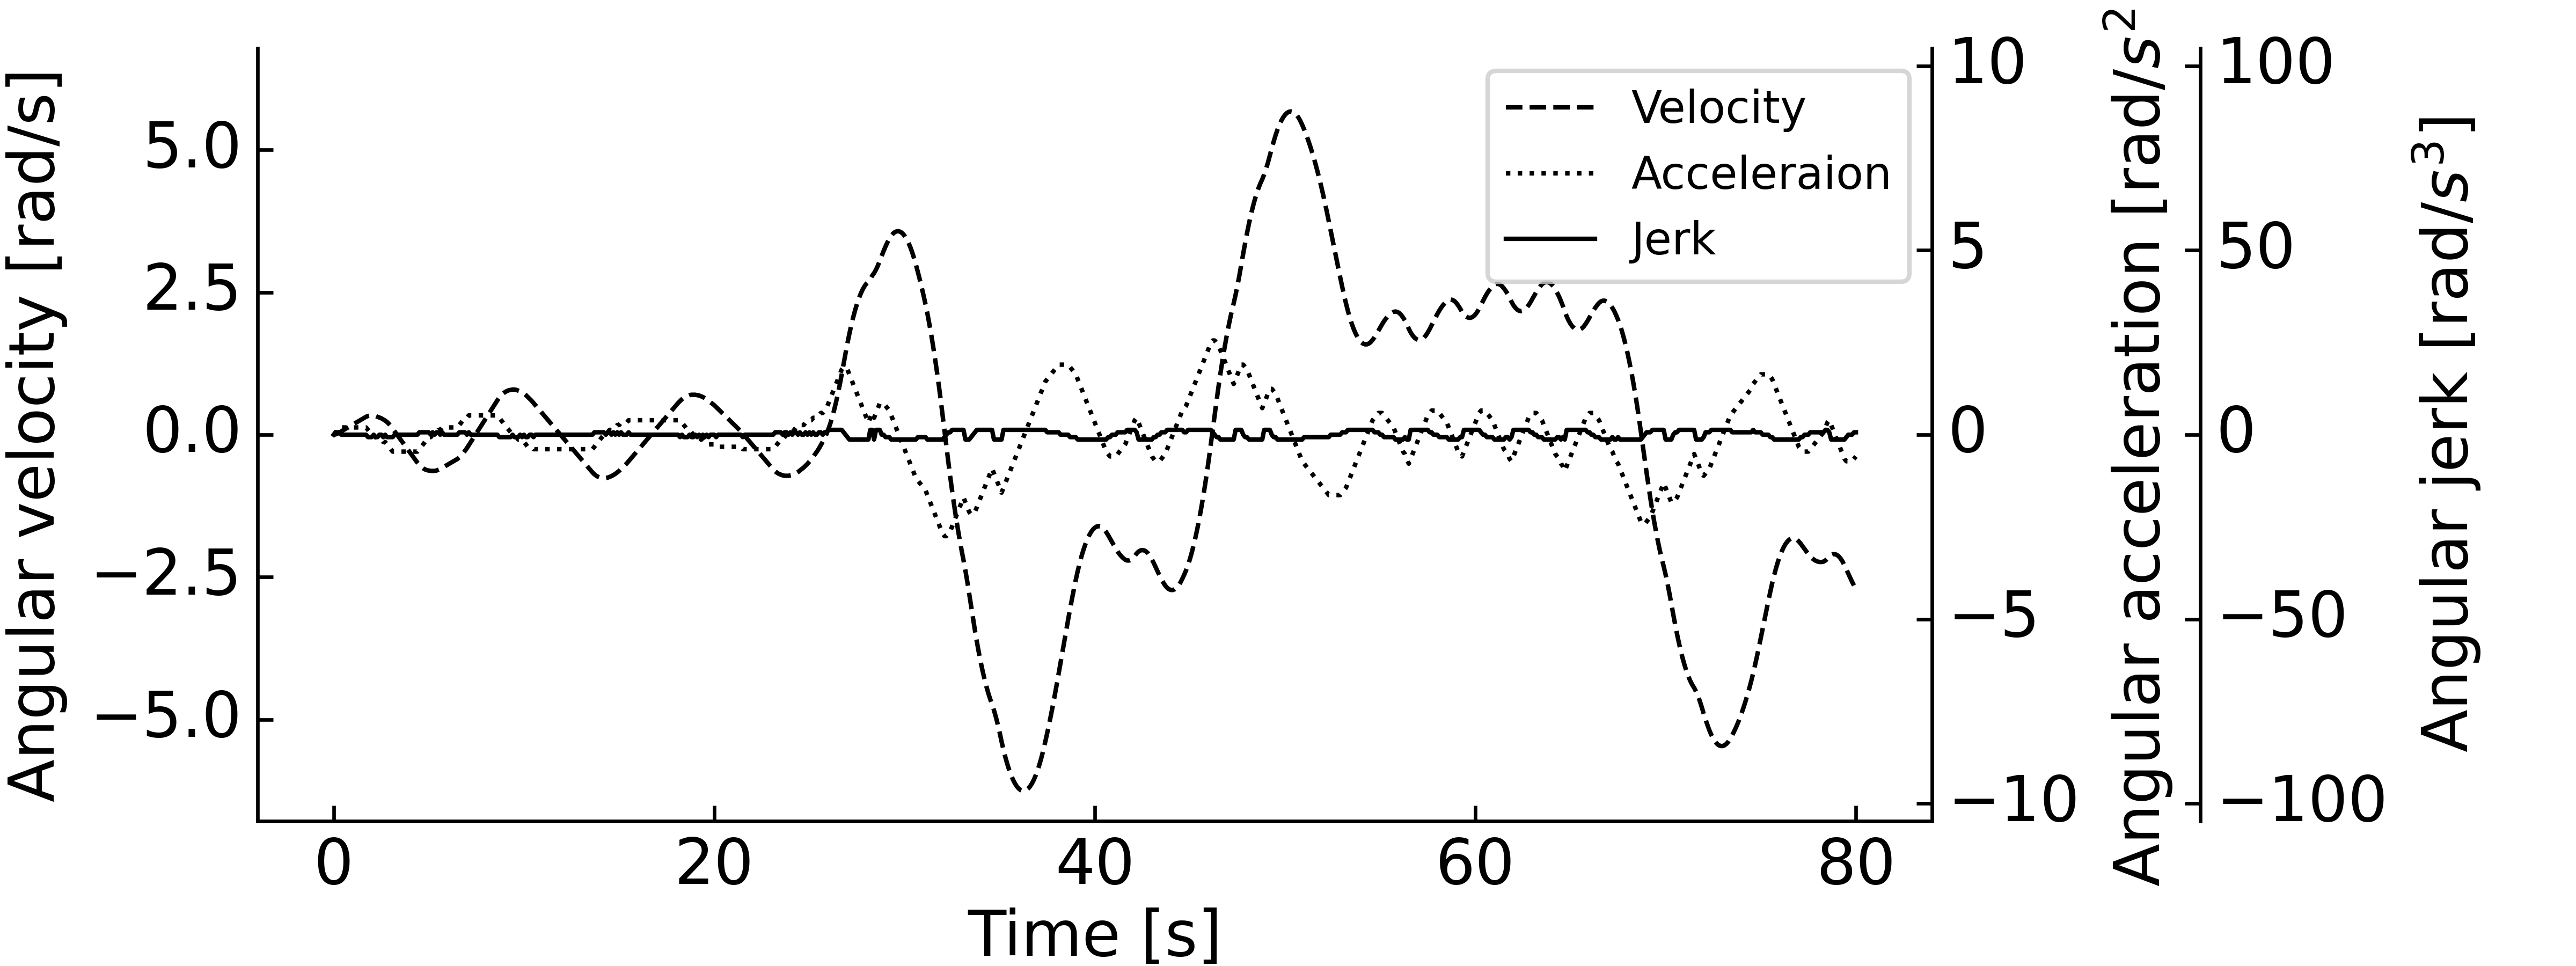 Angular velocity [rad/s]
5.0
2.5
0.0
−2.5
−5.0
0
20
40
60
80
Time [s]
Velocity
Acceleraion
Jerk
10
5
0
−5
−10
Angular acceleration [rad/s²
100
50
0
−50
−100
Angular jerk [rad/s³]